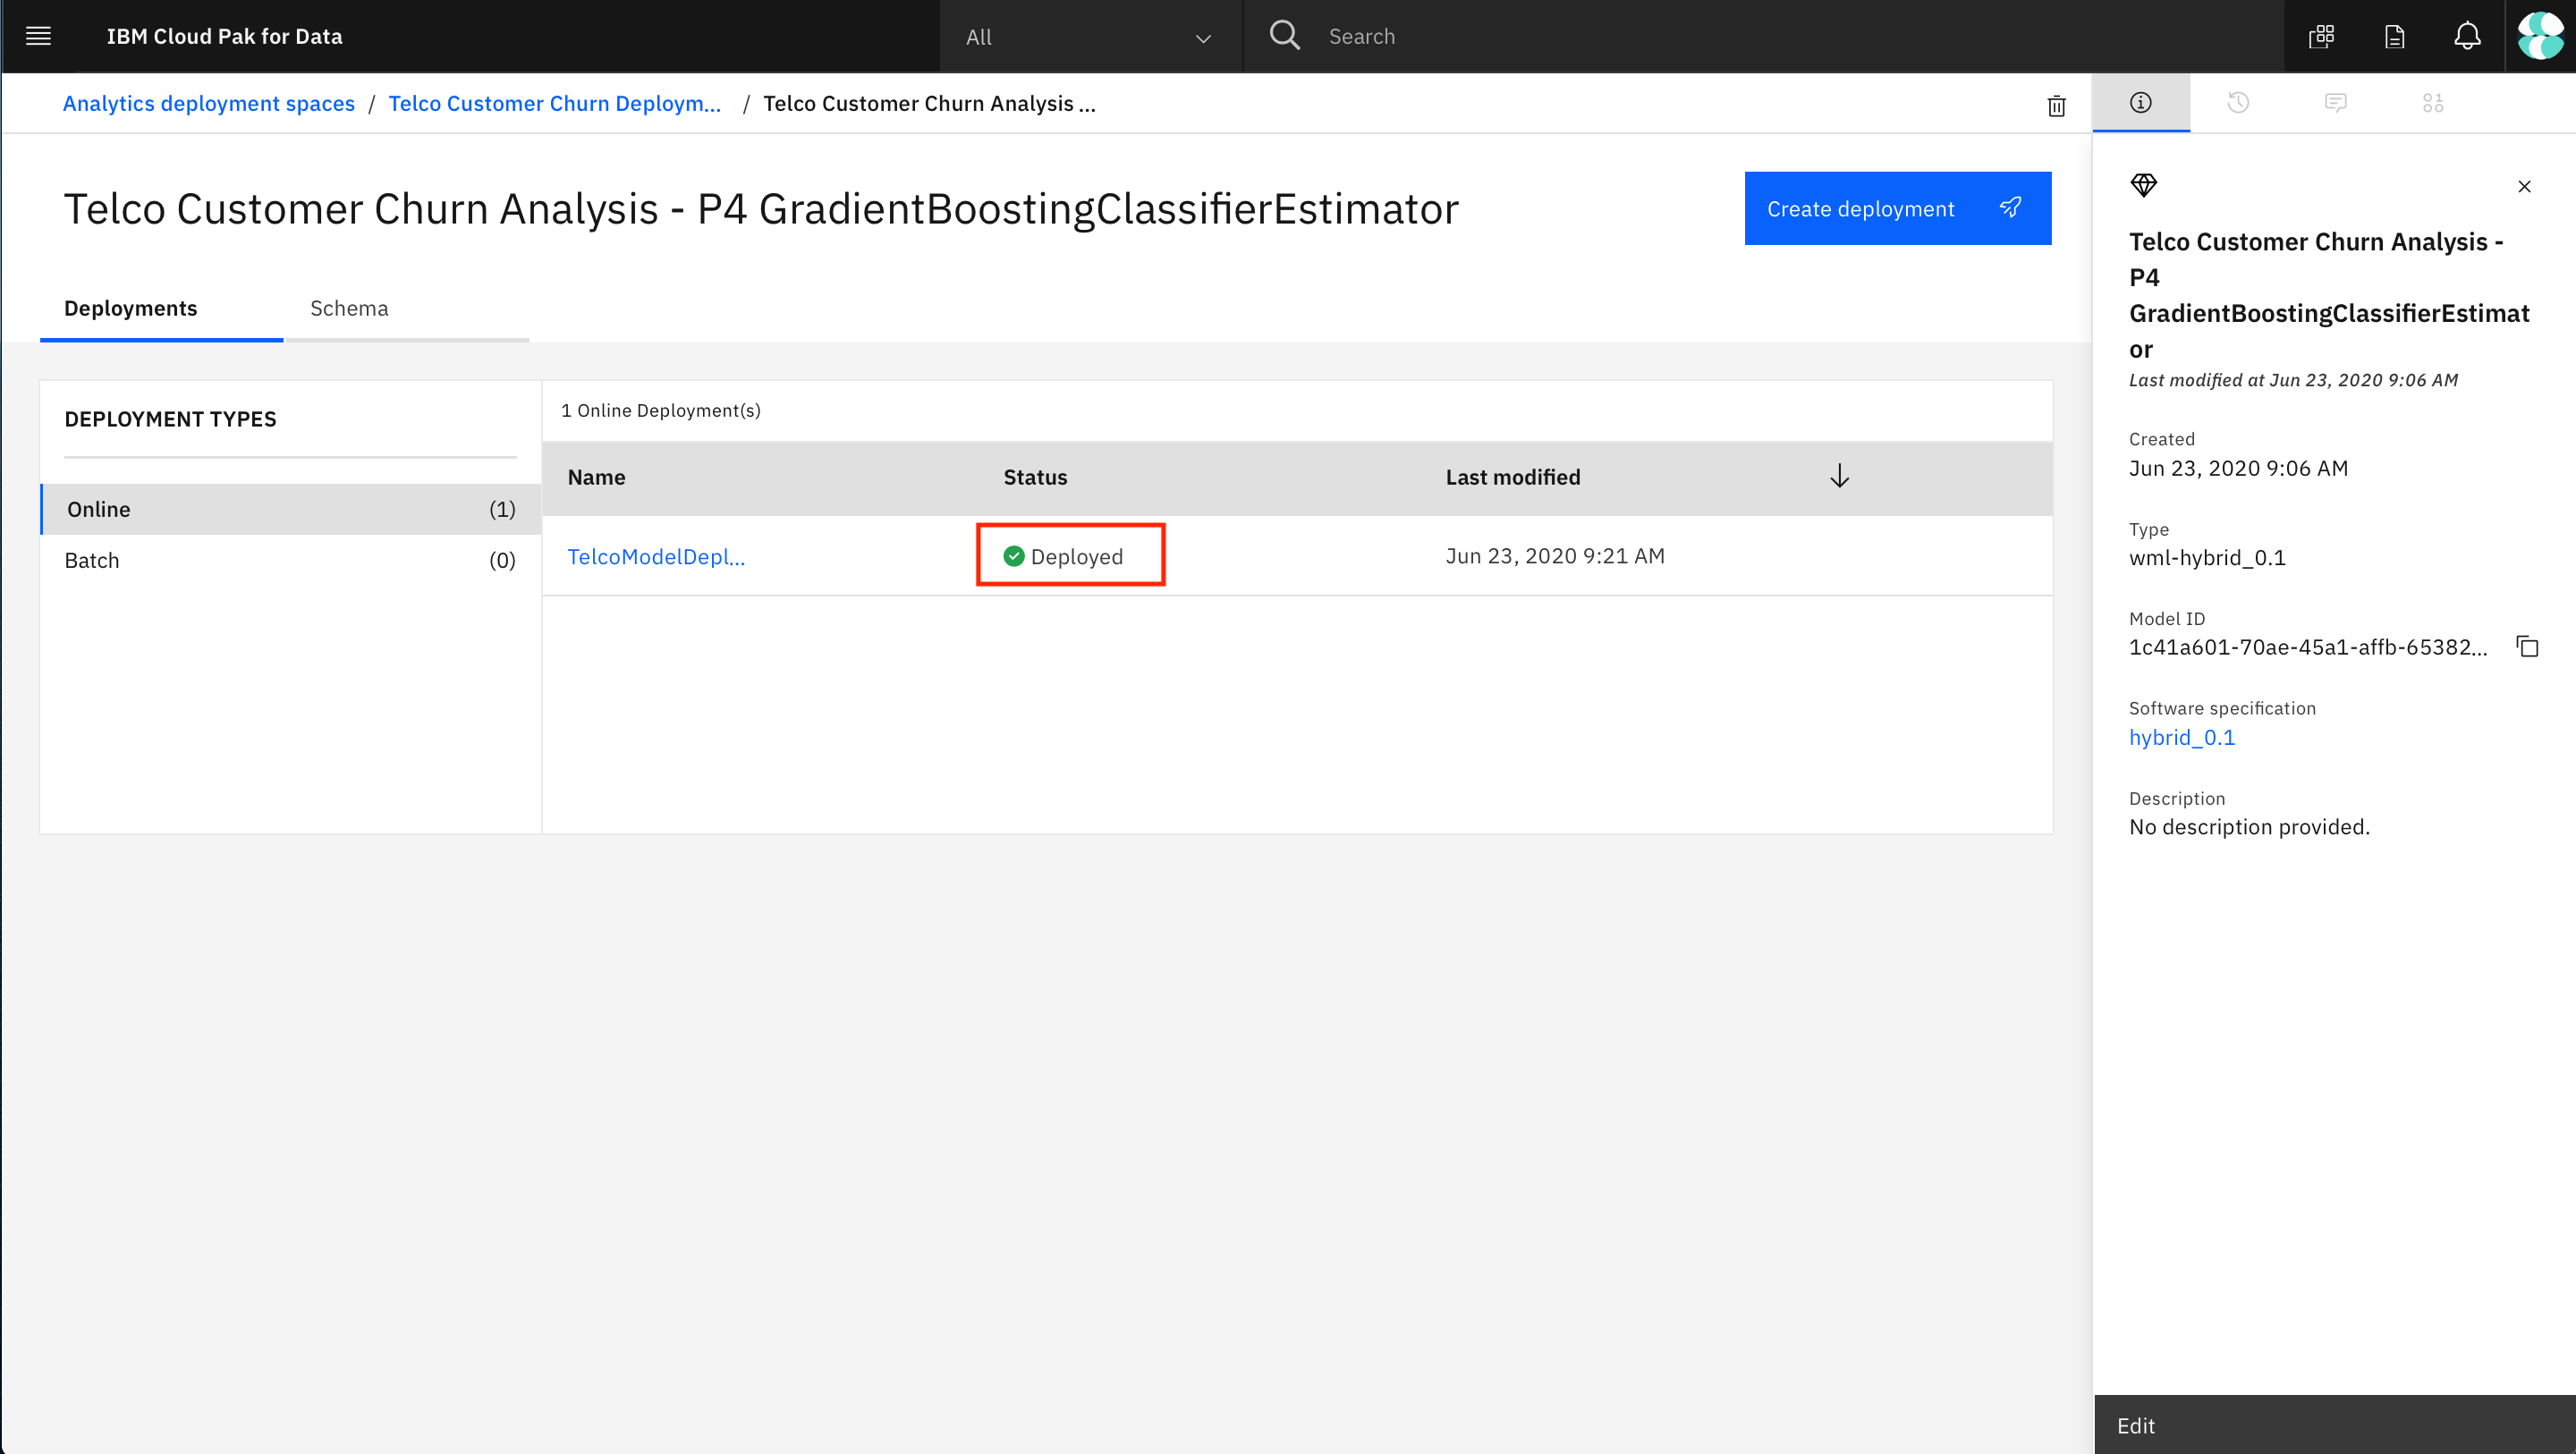 IBM Cloud Pak for Data
All
Search
Analytics deployment spaces / Telco Customer Churn Deploym... / Telco Customer Churn Analysis ...
Telco Customer Churn Analysis - P4 GradientBoostingClassifierEstimator
Create deployment
Deployments
Schema
DEPLOYMENT TYPES
Online (1)
Batch (0)
1 Online Deployment(s)
Name Status Last modified
TelcoModelDepl... Deployed Jun 23, 2020 9:21 AM
Telco Customer Churn Analysis -
P4
GradientBoostingClassifierEstimat
or
Last modified at Jun 23, 2020 9:06 AM
Created
Jun 23, 2020 9:06 AM
Type
wml-hybrid_0.1
Model ID
1c41a601-70ae-45a1-affb-65382...
Software specification
hybrid_0.1
Description
No description provided.
Edit